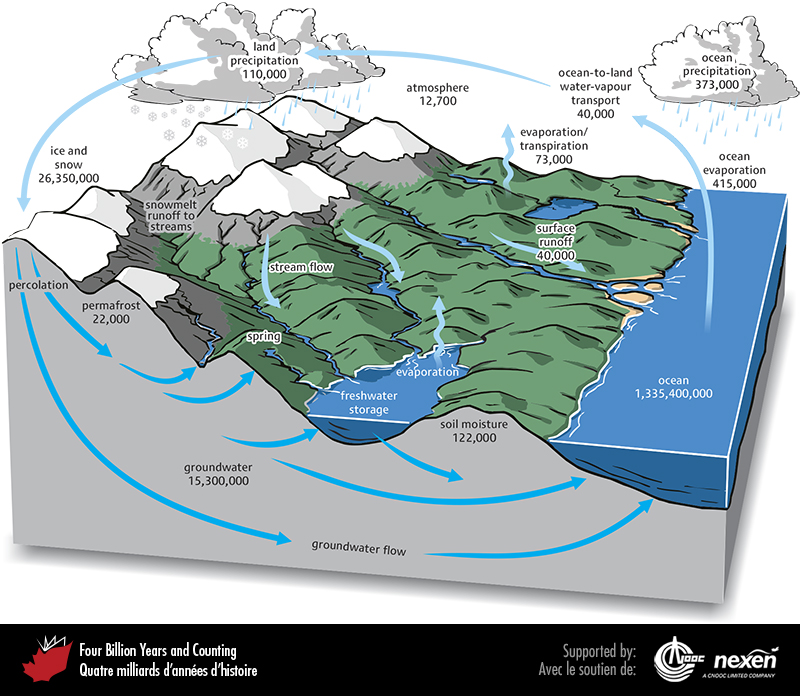 land
precipitation
110,000
ocean
precipitation
373,000
atmosphere
12,700
ocean-to-land
water-vapour
transport
40,000
evaporation/
transpiration
73,000
ice and
snow
26,350,000
ocean
evaporation
415,000
snowmelt
runoff to
streams
surface
runoff
40,000
stream flow
percolation
permafrost
22,000
spring
evaporation
freshwater
storage
ocean
1,335,400,000
soil moisture
122,000
groundwater
15,300,000
groundwater flow
Four Billion Years and Counting
Quatre milliards d'années d'histoire
Supported by:
Avec le soutien de:
CNOOC
nexen
A CNOOC LIMITED COMPANY